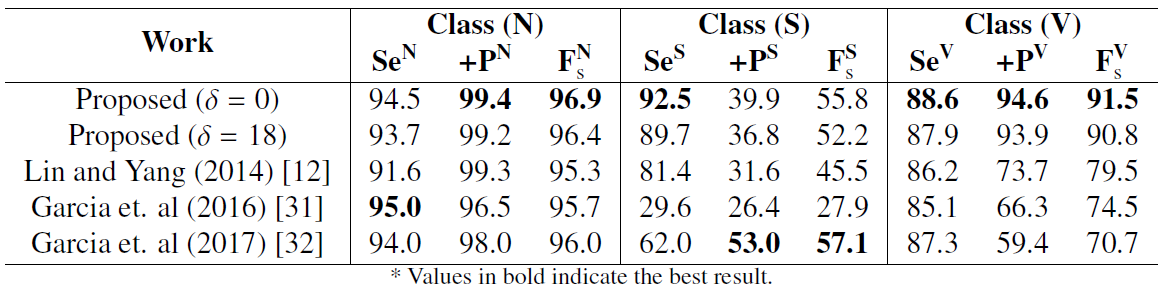 Work Class (N) Class (S) Class (V)
Se^N +P^N F_s^N Se^S +P^S F_s^S Se^V +P^V F_s^V
Proposed (δ = 0) 94.5 99.4 96.9 92.5 39.9 55.8 88.6 94.6 91.5
Proposed (δ = 18) 93.7 99.2 96.4 89.7 36.8 52.2 87.9 93.9 90.8
Lin and Yang (2014) [12] 91.6 99.3 95.3 81.4 31.6 45.5 86.2 73.7 79.5
Garcia et. al (2016) [31] 95.0 96.5 95.7 29.6 26.4 27.9 85.1 66.3 74.5
Garcia et. al (2017) [32] 94.0 98.0 96.0 62.0 53.0 57.1 87.3 59.4 70.7
* Values in bold indicate the best result.